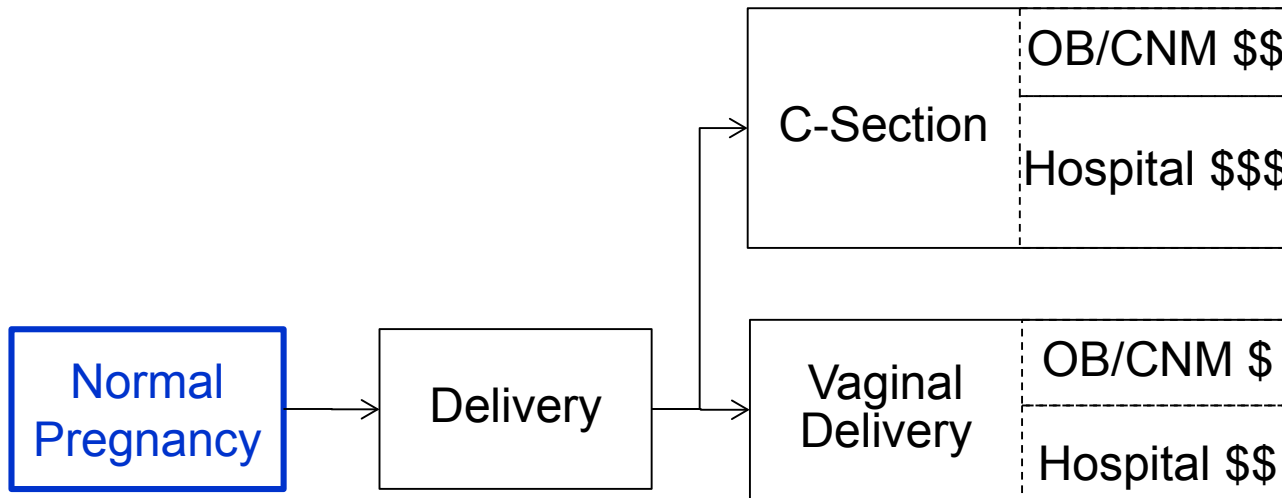 OB/CNM $$
C-Section
Hospital $$$
Normal
Pregnancy
Delivery
Vaginal
Delivery
OB/CNM $
Hospital $$